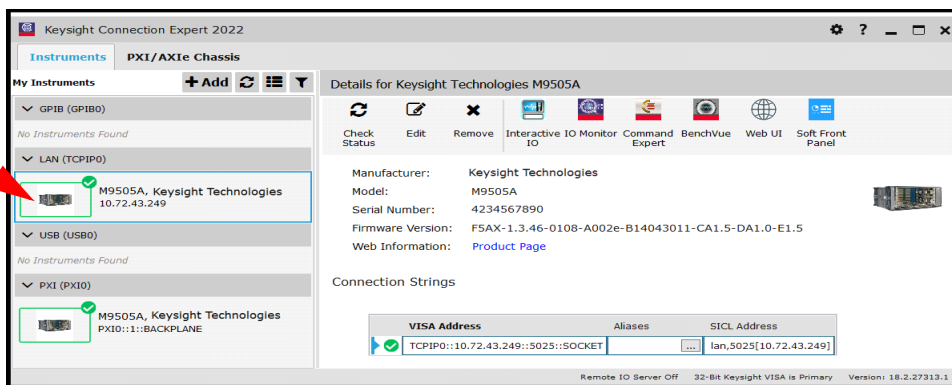 Keysight Connection Expert 2022
?
Instruments PXI/AXIe Chassis
My Instruments
+ Add
GPIB (GPIB0)
No Instruments Found
LAN (TCPIP0)
M9505A, Keysight Technologies
10.72.43.249
USB (USB0)
No Instruments Found
PXI (PXI0)
M9505A, Keysight Technologies
PXI0::1::BACKPLANE
Details for Keysight Technologies M9505A
Check Status
Edit
Remove
Interactive IO
IO Monitor
Command Expert
BenchVue
Web UI
Soft Front Panel
Manufacturer: Keysight Technologies
Model: M9505A
Serial Number: 4234567890
Firmware Version: F5AX-1.3.46-0108-A002e-B14043011-CA1.5-DA1.0-E1.5
Web Information: Product Page
Connection Strings
VISA Address Aliases SICL Address
TCPIP0::10.72.43.249::5025::SOCKET ... lan,5025[10.72.43.249]
Remote IO Server Off 32-Bit Keysight VISA is Primary Version: 18.2.27313.1